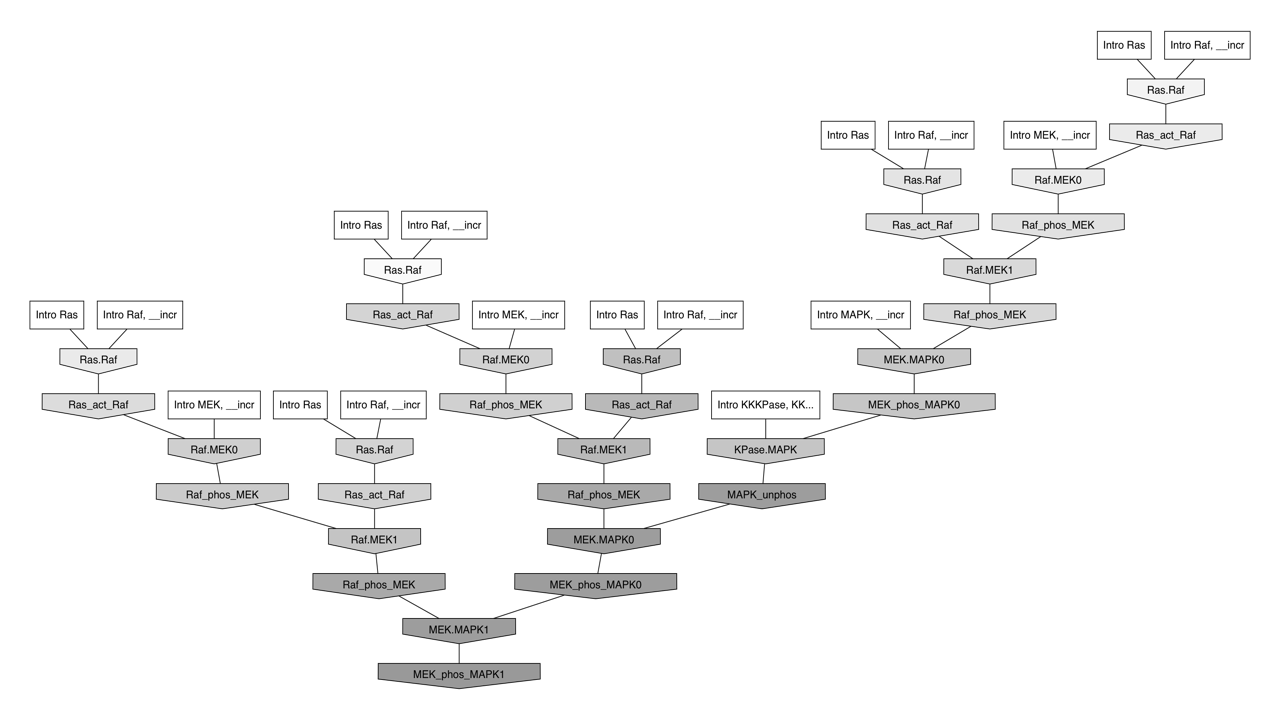 Intro Ras
Intro Raf, __incr
Ras.Raf
Intro Ras
Intro Raf, __incr
Intro MEK, __incr
Ras_act_Raf
Ras.Raf
Raf.MEK0
Intro Ras
Intro Raf, __incr
Ras_act_Raf
Raf_phos_MEK
Ras.Raf
Raf.MEK1
Intro Ras
Intro Raf, __incr
Ras_act_Raf
Intro MEK, __incr
Intro Ras
Intro Raf, __incr
Intro MAPK, __incr
Raf_phos_MEK
Ras.Raf
Raf.MEK0
Ras.Raf
MEK.MAPK0
Ras_act_Raf
Intro MEK, __incr
Intro Ras
Intro Raf, __incr
Raf_phos_MEK
Ras_act_Raf
Intro KKKPase, KK...
MEK_phos_MAPK0
Raf.MEK0
Ras.Raf
Raf.MEK1
KPase.MAPK
Raf_phos_MEK
Ras_act_Raf
Raf_phos_MEK
MAPK_unphos
Raf.MEK1
MEK.MAPK0
Raf_phos_MEK
MEK_phos_MAPK0
MEK.MAPK1
MEK_phos_MAPK1